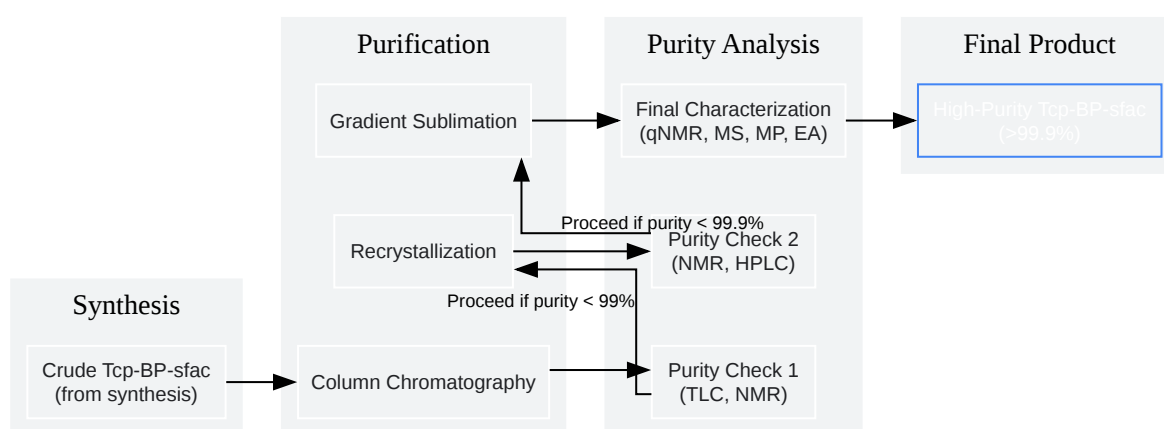 Purification
Purity Analysis
Final Product
Gradient Sublimation
Final Characterization
(qNMR, MS, MP, EA)
High-Purity Tcp-BP-sfac
(>99.9%)
Proceed if purity < 99.9%
Recrystallization
Purity Check 2
(NMR, HPLC)
Proceed if purity < 99%
Synthesis
Crude Tcp-BP-sfac
(from synthesis)
Column Chromatography
Purity Check 1
(TLC, NMR)